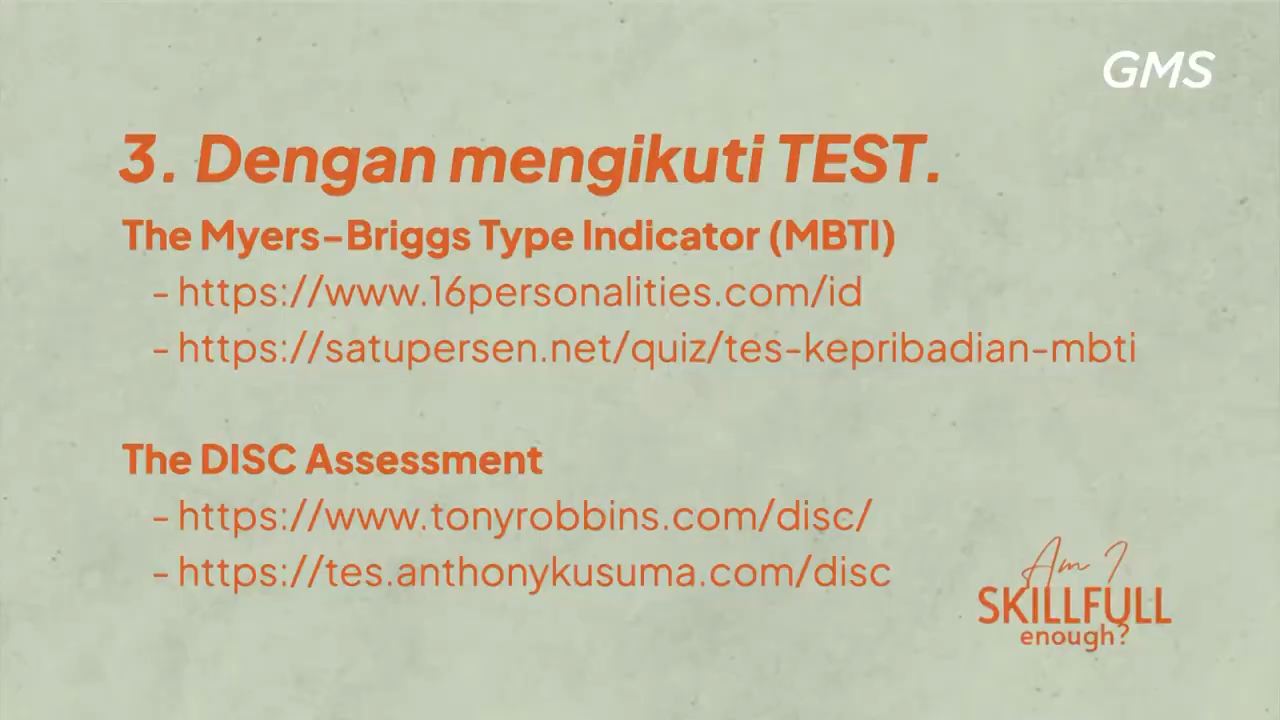 GMS
3. Dengan mengikuti TEST.
The Myers-Briggs Type Indicator (MBTI)
- https://www.16personalities.com/id
- https://satupersen.net/quiz/tes-kepribadian-mbti
The DISC Assessment
- https://www.tonyrobbins.com/disc/
- https://tes.anthonykusuma.com/disc
Am I
SKILLFULL
enough?